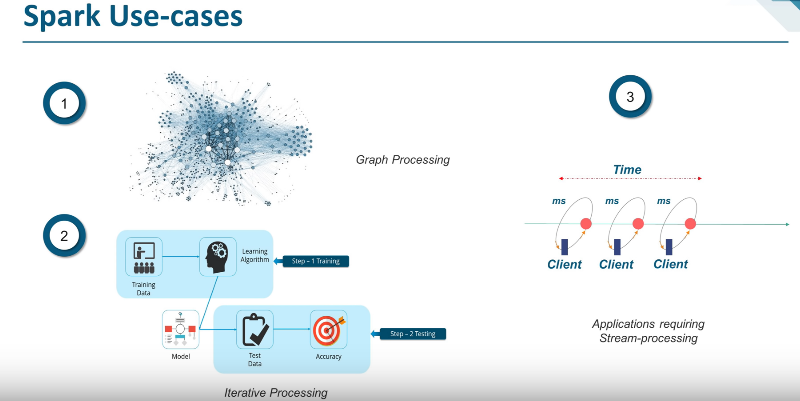 Spark Use-cases
1
Graph Processing
2
Training
Data
Learning
Algorithm
Step – 1 Training
Model
Test
Data
Accuracy
Step – 2 Testing
Iterative Processing
3
Time
ms
ms
ms
Client
Client
Client
Applications requiring
Stream-processing